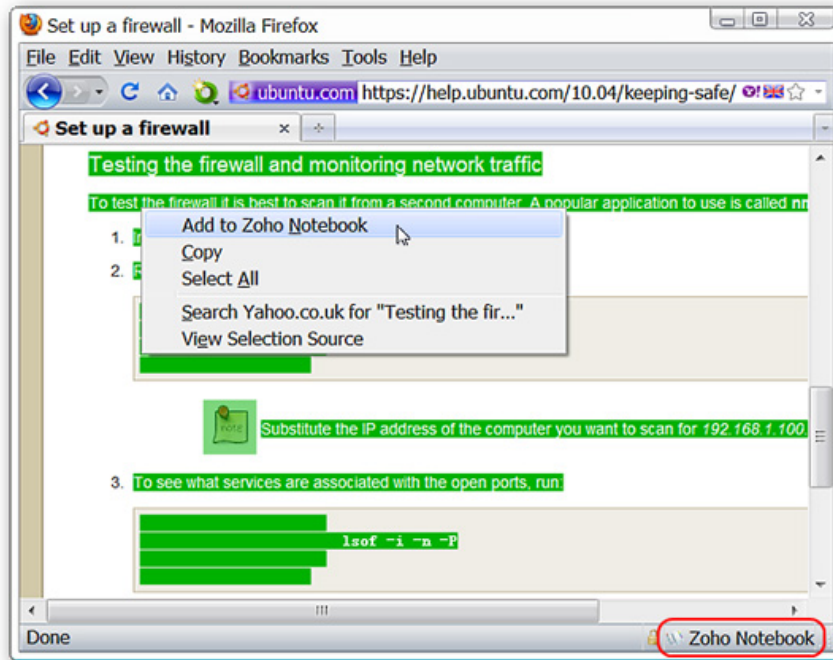 Set up a firewall - Mozilla Firefox
File Edit View History Bookmarks Tools Help
ubuntu.com https://help.ubuntu.com/10.04/keeping-safe/
Set up a firewall
Testing the firewall and monitoring network traffic
To test the firewall it is best to scan it from a second computer. A popular application to use is called
1.
Add to Zoho Notebook
2.
Copy
Select All
Search Yahoo.co.uk for "Testing the fir..."
View Selection Source
note
Substitute the IP address of the computer you want to scan for 192.168.1.100.
3. To see what services are associated with the open ports, run:
lsof -i -n -P
Done
Zoho Notebook